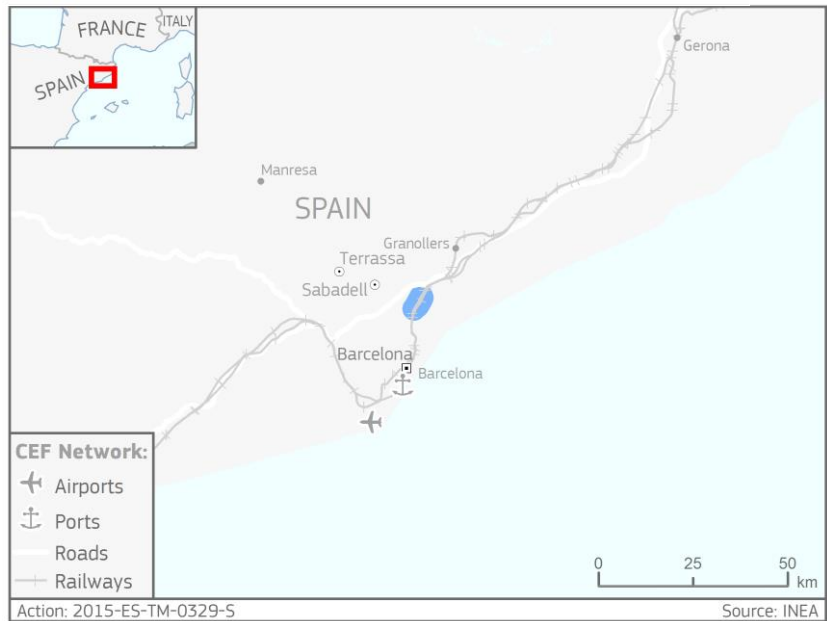 FRANCE
ITALY
SPAIN
Gerona
Manresa
SPAIN
Granollers
Terrassa
Sabadell
Barcelona
Barcelona
CEF Network:
Airports
Ports
Roads
Railways
0 25 50
km
Action: 2015-ES-TM-0329-S
Source: INEA